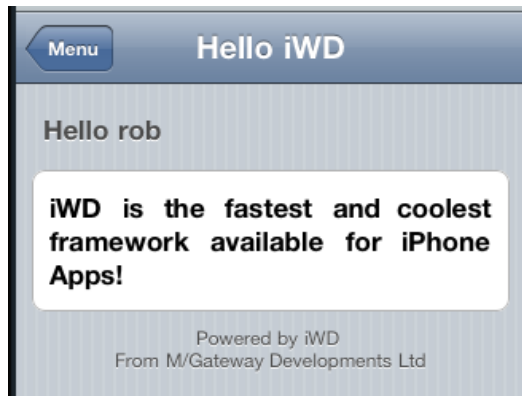 Menu
Hello iWD
Hello rob
iWD is the fastest and coolest
framework available for iPhone
Apps!
Powered by iWD
From M/Gateway Developments Ltd